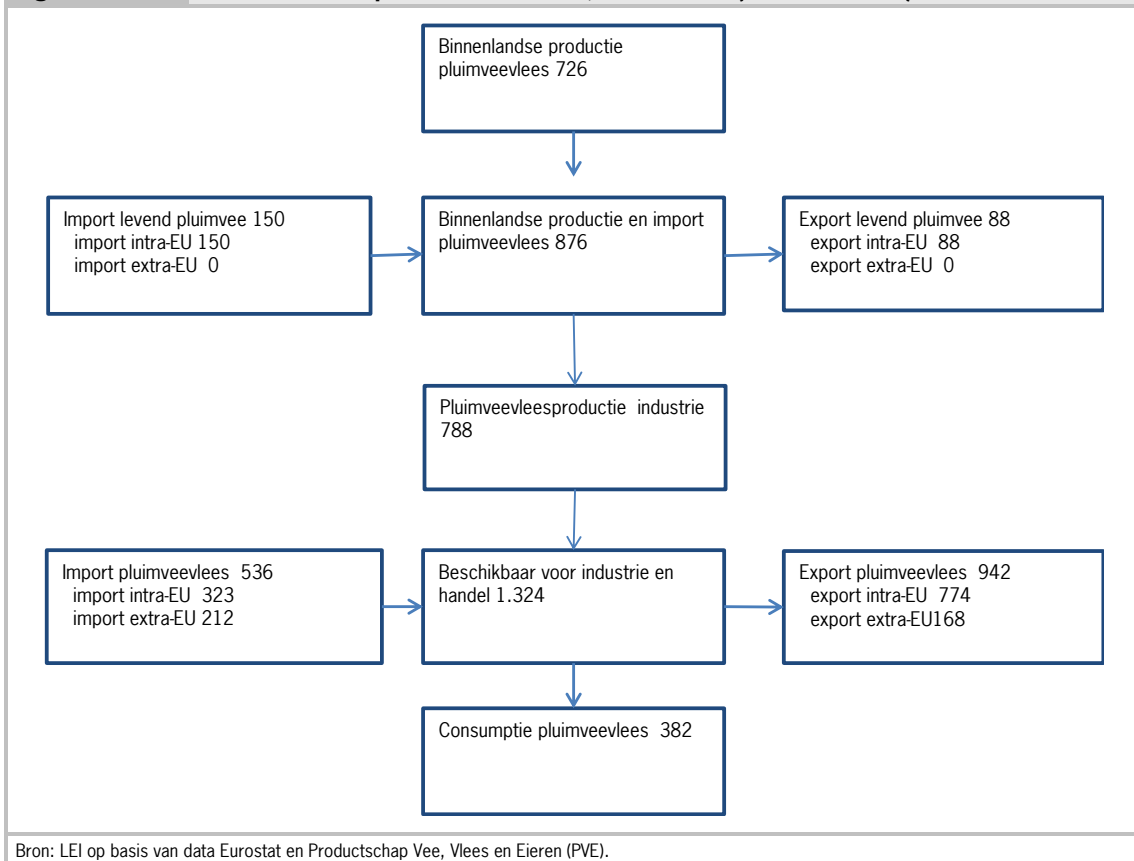 Binnenlandse productie
pluimveevlees 726
Import levend pluimvee 150
import intra-EU 150
import extra-EU 0
Binnenlandse productie en import
pluimveevlees 876
Export levend pluimvee 88
export intra-EU 88
export extra-EU 0
Pluimveevleesproductie industrie
788
Import pluimveevlees 536
import intra-EU 323
import extra-EU 212
Beschikbaar voor industrie en
handel 1.324
Export pluimveevlees 942
export intra-EU 774
export extra-EU168
Consumptie pluimveevlees 382
Bron: LEI op basis van data Eurostat en Productschap Vee, Vlees en Eieren (PVE).